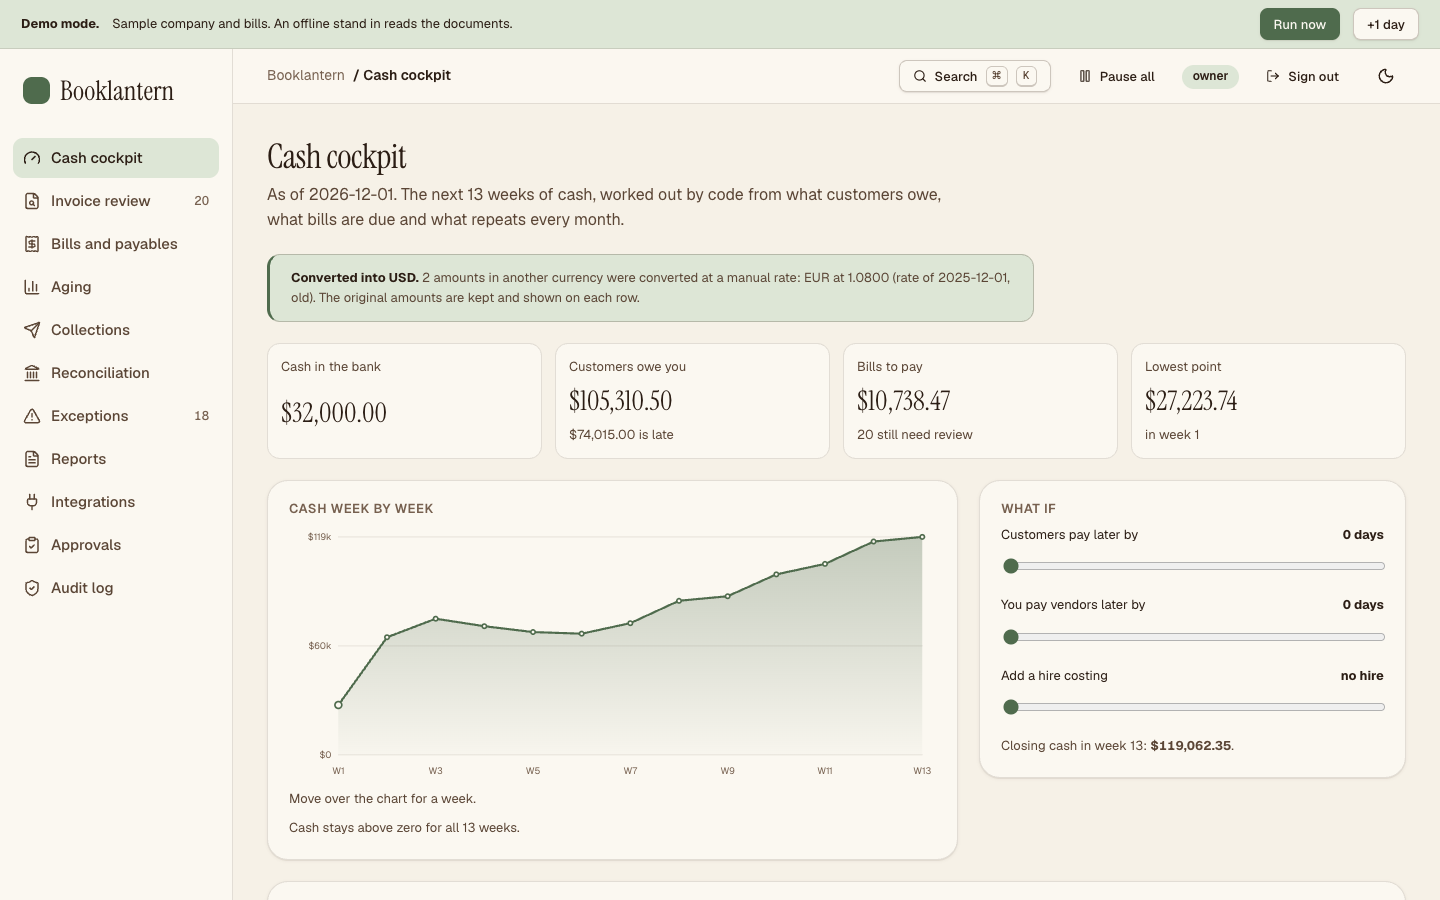 Demo mode. Sample company and bills. An offline stand in reads the documents.
Run now
+1 day
Booklantern
Booklantern / Cash cockpit
Search ⌘ K
Pause all
owner
Sign out
Cash cockpit
Invoice review 20
Bills and payables
Aging
Collections
Reconciliation
Exceptions 18
Reports
Integrations
Approvals
Audit log
Cash cockpit
As of 2026-12-01. The next 13 weeks of cash, worked out by code from what customers owe,
what bills are due and what repeats every month.
Converted into USD. 2 amounts in another currency were converted at a manual rate: EUR at 1.0800 (rate of 2025-12-01,
old). The original amounts are kept and shown on each row.
Cash in the bank
$32,000.00
Customers owe you
$105,310.50
$74,015.00 is late
Bills to pay
$10,738.47
20 still need review
Lowest point
$27,223.74
in week 1
CASH WEEK BY WEEK
$119k
$60k
$0
W1 W3 W5 W7 W9 W11 W13
Move over the chart for a week.
Cash stays above zero for all 13 weeks.
WHAT IF
Customers pay later by 0 days
You pay vendors later by 0 days
Add a hire costing no hire
Closing cash in week 13: $119,062.35.